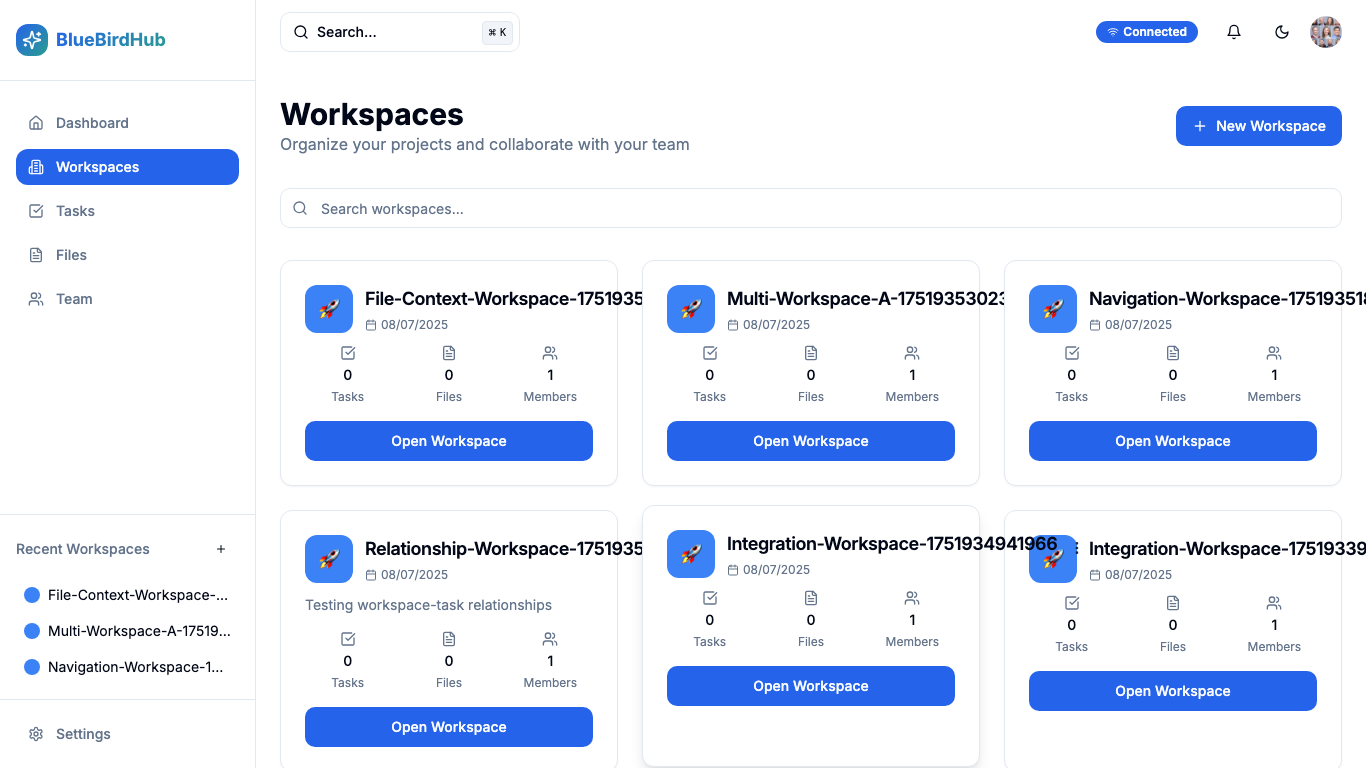 BlueBirdHub
Search...
⌘ K
Connected
Dashboard
Workspaces
Tasks
Files
Team
Recent Workspaces
File-Context-Workspace-...
Multi-Workspace-A-17519...
Navigation-Workspace-1...
Settings
Workspaces
Organize your projects and collaborate with your team
New Workspace
Search workspaces...
File-Context-Workspace-1751935
08/07/2025
0 0 1
Tasks Files Members
Open Workspace
Multi-Workspace-A-17519353023
08/07/2025
0 0 1
Tasks Files Members
Open Workspace
Navigation-Workspace-17519351
08/07/2025
0 0 1
Tasks Files Members
Open Workspace
Relationship-Workspace-1751935
08/07/2025
Testing workspace-task relationships
0 0 1
Tasks Files Members
Open Workspace
Integration-Workspace-1751934941966
08/07/2025
0 0 1
Tasks Files Members
Open Workspace
Integration-Workspace-17519339
08/07/2025
0 0 1
Tasks Files Members
Open Workspace